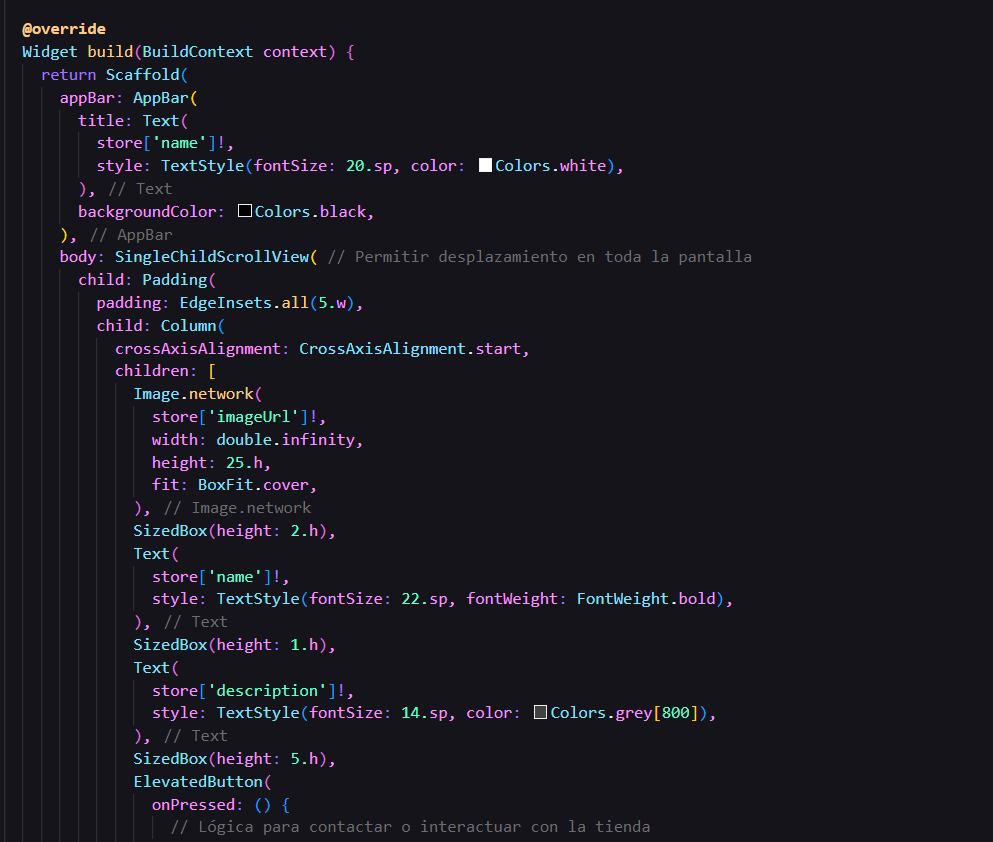 @override
Widget build(BuildContext context) {
return Scaffold(
appBar: AppBar(
title: Text(
store['name']!,
style: TextStyle(fontSize: 20.sp, color: Colors.white),
), // Text
backgroundColor: Colors.black,
), // AppBar
body: SingleChildScrollView( // Permitir desplazamiento en toda la pantalla
child: Padding(
padding: EdgeInsets.all(5.w),
child: Column(
crossAxisAlignment: CrossAxisAlignment.start,
children: [
Image.network(
store['imageUrl']!,
width: double.infinity,
height: 25.h,
fit: BoxFit.cover,
), // Image.network
SizedBox(height: 2.h),
Text(
store['name']!,
style: TextStyle(fontSize: 22.sp, fontWeight: FontWeight.bold),
), // Text
SizedBox(height: 1.h),
Text(
store['description']!,
style: TextStyle(fontSize: 14.sp, color: Colors.grey[800]),
), // Text
SizedBox(height: 5.h),
ElevatedButton(
onPressed: () {
// Lógica para contactar o interactuar con la tienda